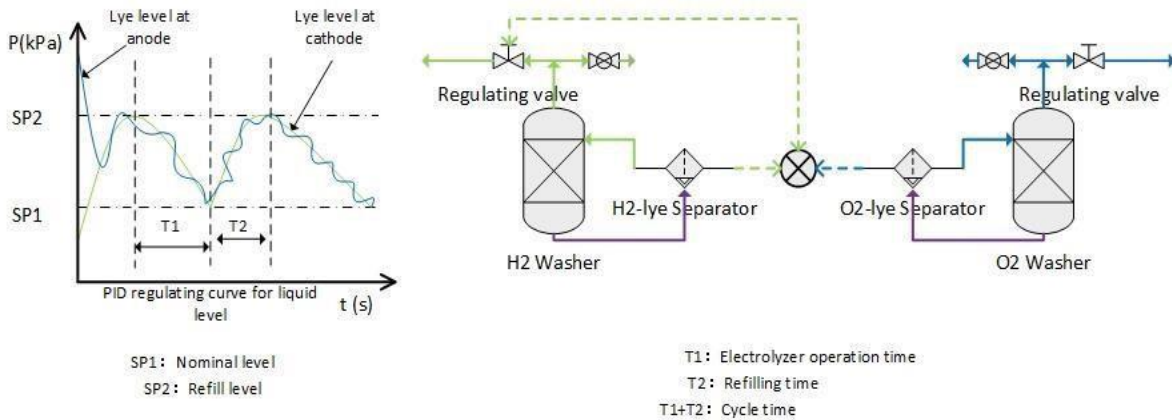 Lye level at
anode
Lye level at
cathode
P(kPa)
SP2
SP1
T1
T2
PID regulating curve for liquid
level
t (s)
SP1: Nominal level
SP2: Refill level
Regulating valve
Regulating valve
H2-lye Separator
O2-lye Separator
H2 Washer
O2 Washer
T1: Electrolyzer operation time
T2: Refilling time
T1+T2: Cycle time